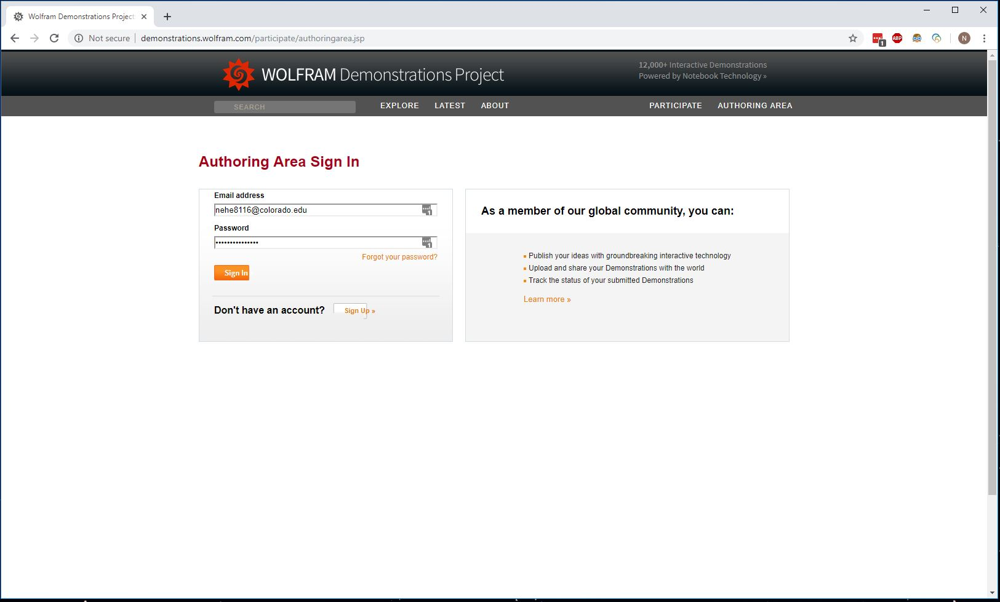 Wolfram Demonstrations Project
Not secure
demonstrations.wolfram.com/participate/authoringarea.jsp
1
ABP
N
WOLFRAM Demonstrations Project
12,000+ Interactive Demonstrations
Powered by Notebook Technology »
SEARCH
EXPLORE
LATEST
ABOUT
PARTICIPATE
AUTHORING AREA
Authoring Area Sign In
Email address
nehe8116@colorado.edu
1
Password
•••••••••••••••
1
Forgot your password?
Sign In
Don't have an account?
Sign Up »
As a member of our global community, you can:
Publish your ideas with groundbreaking interactive technology
Upload and share your Demonstrations with the world
Track the status of your submitted Demonstrations
Learn more »